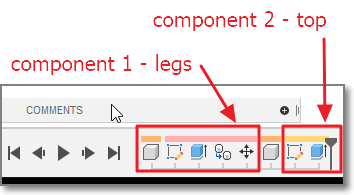 component 2 - top
component 1 - legs
COMMENTS